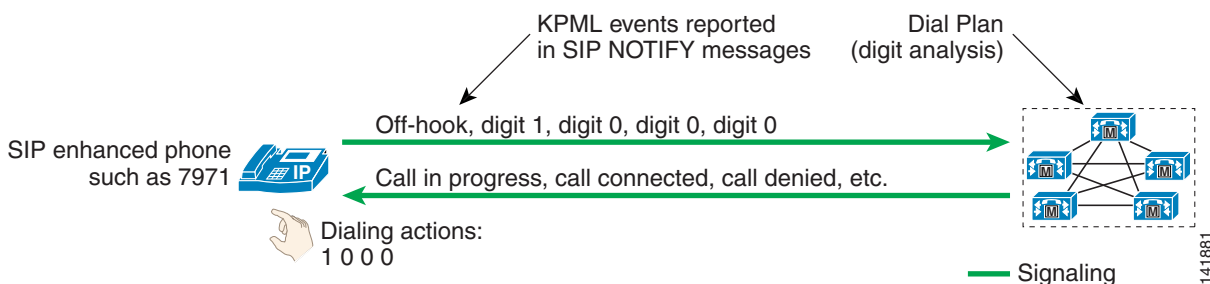 KPML events reported
in SIP NOTIFY messages
Dial Plan
(digit analysis)
Off-hook, digit 1, digit 0, digit 0, digit 0
SIP enhanced phone
such as 7971
IP
Call in progress, call connected, call denied, etc.
M
M
M
M
M
Dialing actions:
1 0 0 0
Signaling
141881